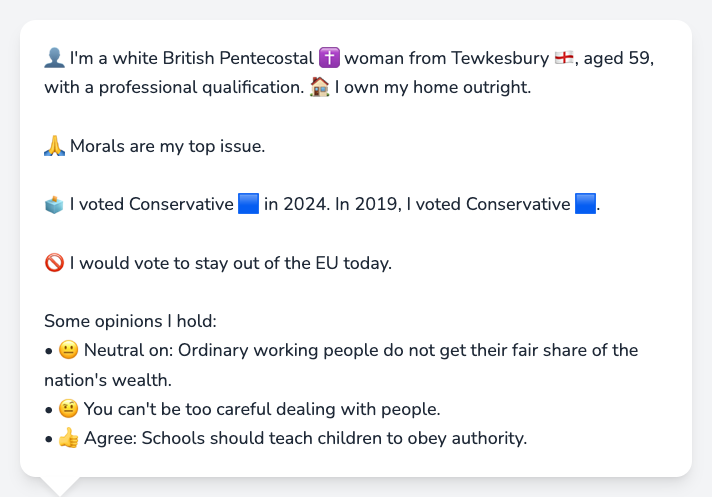 👤 I'm a white British Pentecostal ✝️ woman from Tewkesbury 🏴󠁧󠁢󠁥󠁮󠁧󠁿, aged 59,
with a professional qualification. 🏠 I own my home outright.
🙏 Morals are my top issue.
🗳️ I voted Conservative 🟦 in 2024. In 2019, I voted Conservative 🟦.
🚫 I would vote to stay out of the EU today.
Some opinions I hold:
• 😐 Neutral on: Ordinary working people do not get their fair share of the
nation's wealth.
• 🤨 You can't be too careful dealing with people.
• 👍 Agree: Schools should teach children to obey authority.